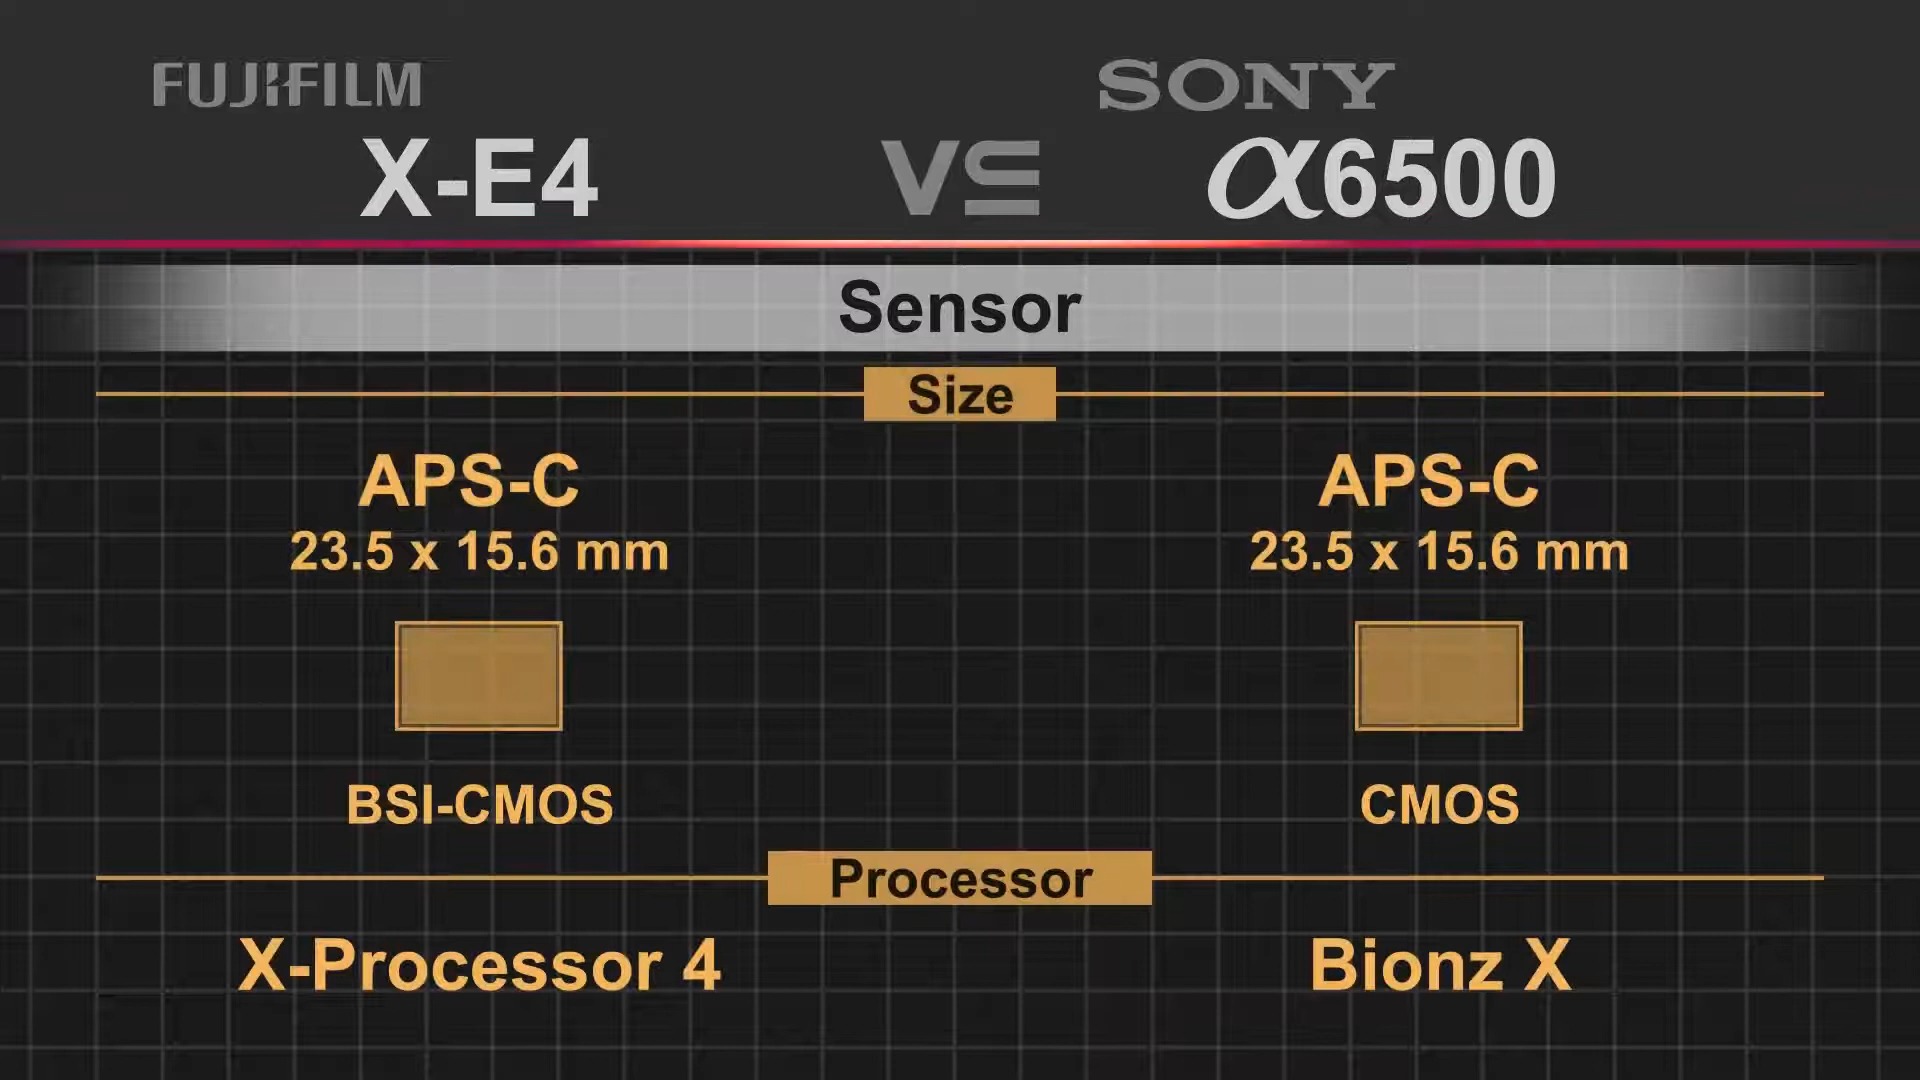 FUJIFILM
SONY
X-E4
VS
α6500
Sensor
Size
APS-C
APS-C
23.5 x 15.6 mm
23.5 x 15.6 mm
BSI-CMOS
CMOS
Processor
X-Processor 4
Bionz X